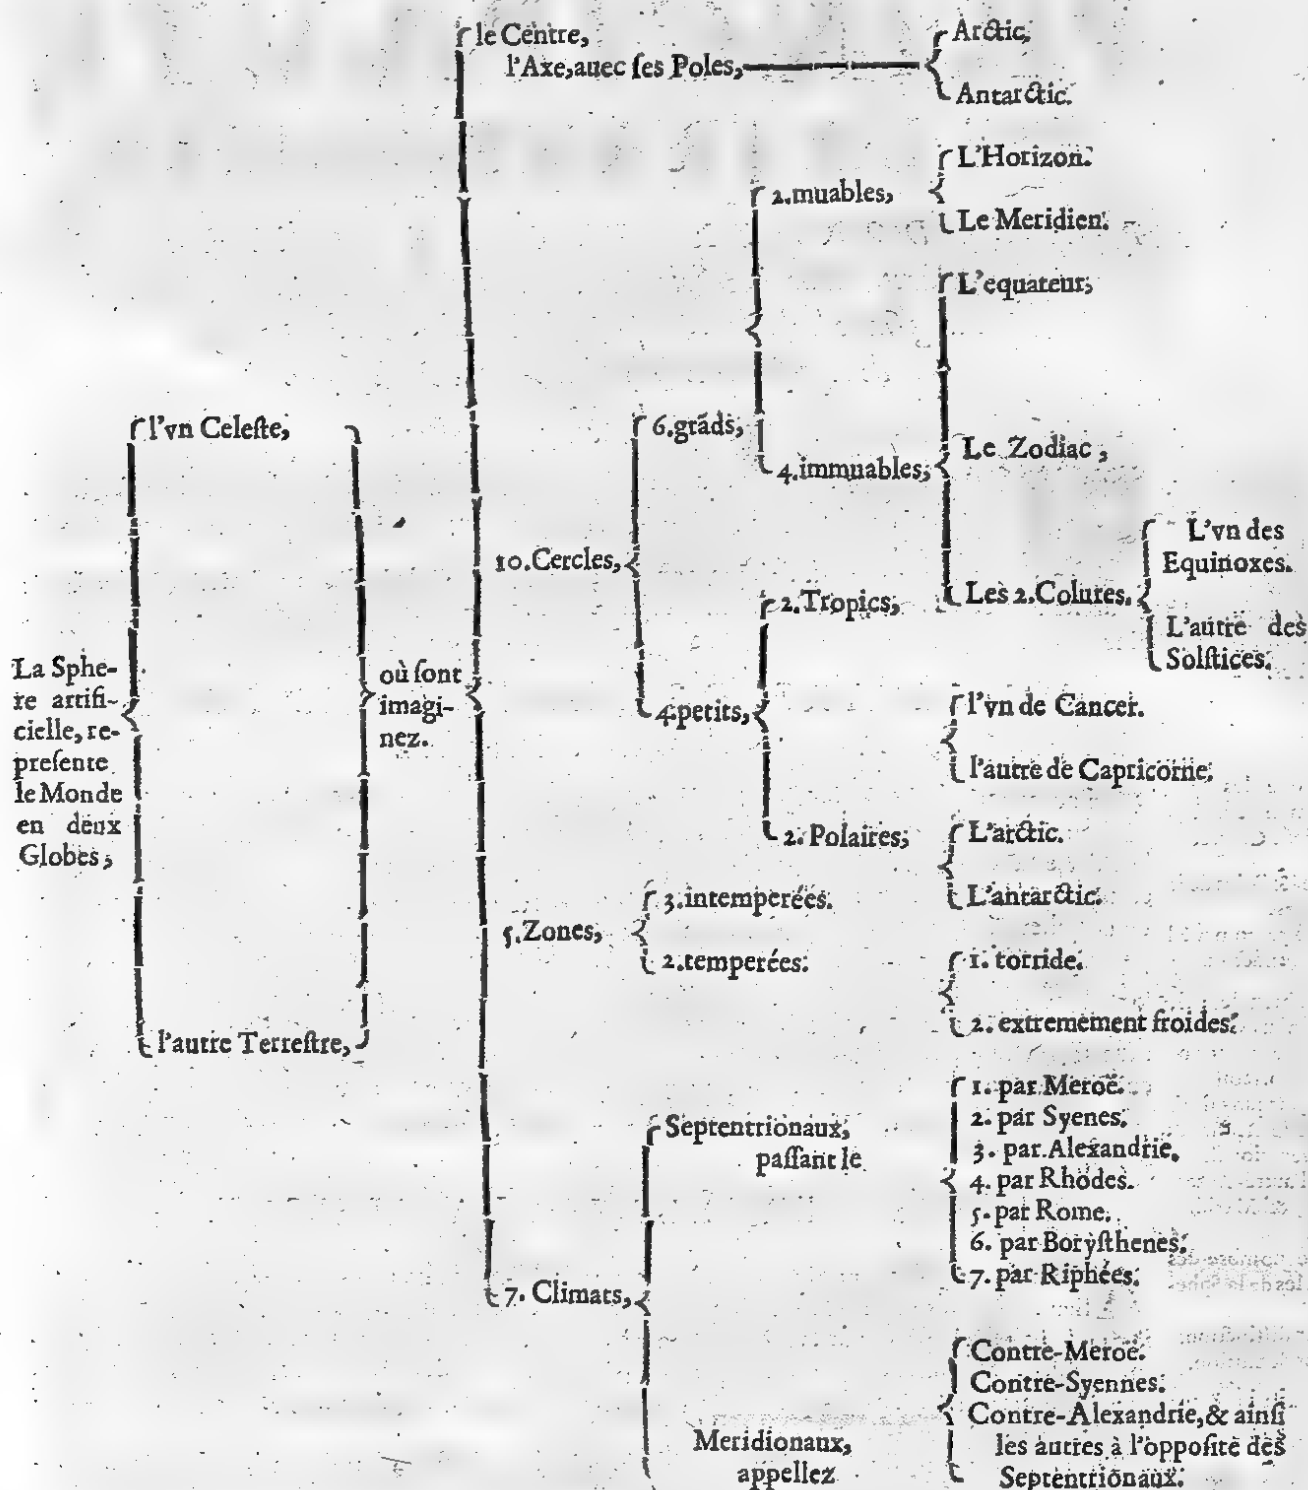 La Sphe-
re artifi-
cielle, re-
preſente
le Monde
en deux
Globes;
l'vn Celeſte,
l'autre Terreſtre,
où ſont
imagi-
nez.
le Centre,
l'Axe, auec ſes Poles,
Arctic,
Antarctic.
10. Cercles,
6. grãds,
2. muables,
L'Horizon.
Le Meridien.
4. immuables;
L'equateur;
Le Zodiac,
Les 2. Colures.
L'vn des
Equinoxes.
L'autre des
Solſtices.
4. petits,
2. Tropics,
l'vn de Cancer.
l'autre de Capricorne.
2. Polaires,
L'arctic.
L'antarctic.
5. Zones,
3. intemperées.
2. temperées.
1. torride.
2. extremement froides.
7. Climats,
Septentrionaux,
paſſant le
1. par Meroë.
2. par Syenes.
3. par Alexandrie.
4. par Rhodes.
5. par Rome.
6. par Boryſthenes.
7. par Riphées.
Meridionaux,
appellez
Contre-Meroë.
Contre-Syennes.
Contre-Alexandrie, & ainſi
les autres à l'oppoſite des
Septentrionaux.